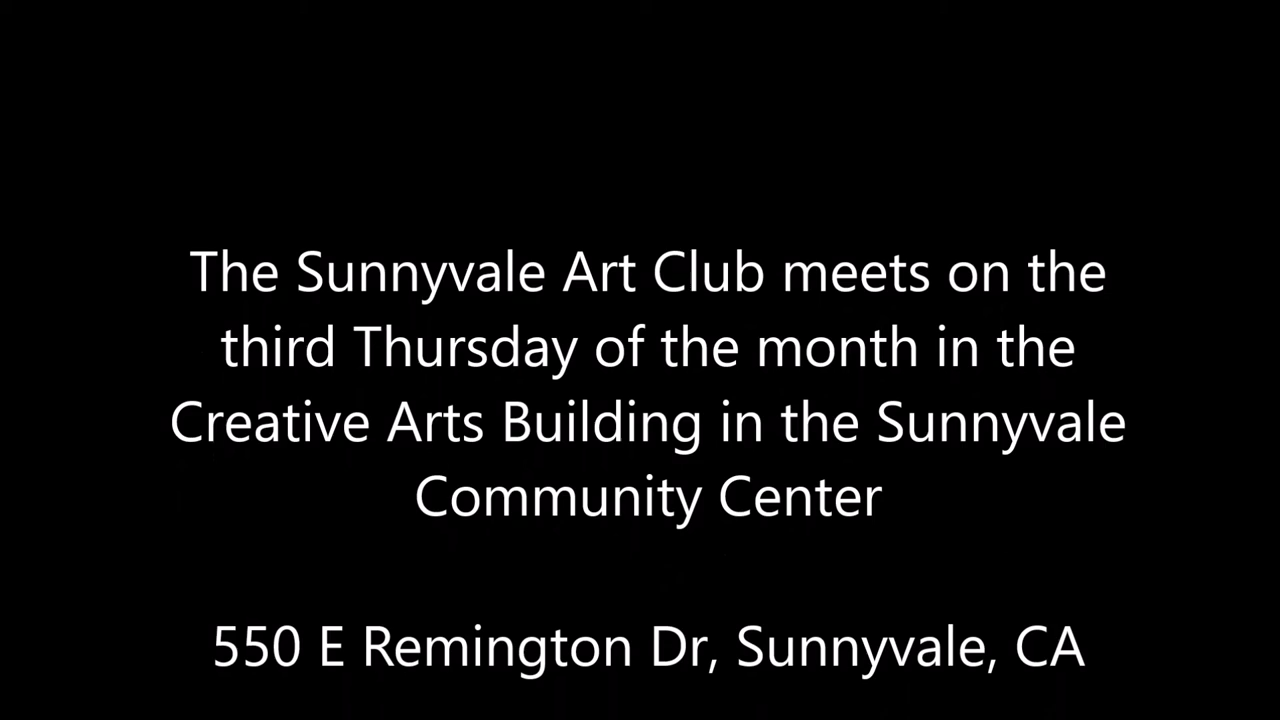 The Sunnyvale Art Club meets on the
third Thursday of the month in the
Creative Arts Building in the Sunnyvale
Community Center
550 E Remington Dr, Sunnyvale, CA